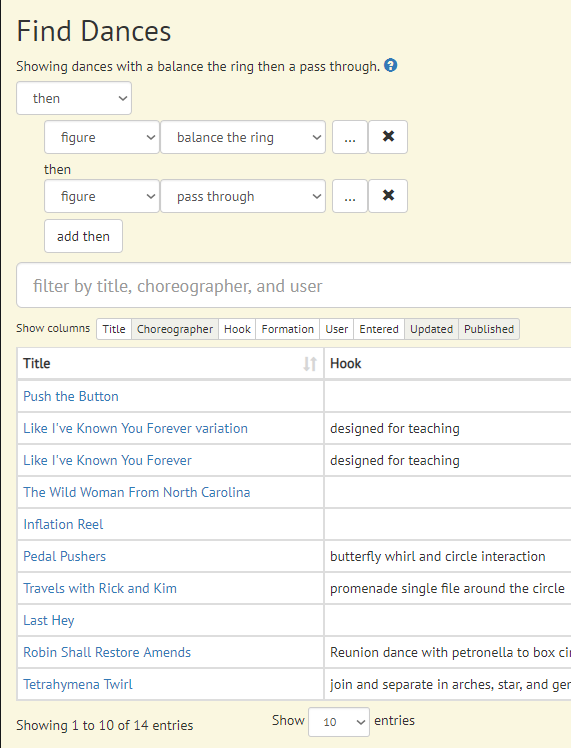 Find Dances
Showing dances with a balance the ring then a pass through. ?
then
figure balance the ring ... ✖
then
figure pass through ... ✖
add then
filter by title, choreographer, and user
Show columns Title Choreographer Hook Formation User Entered Updated Published
Title Hook
Push the Button
Like I've Known You Forever variation designed for teaching
Like I've Known You Forever designed for teaching
The Wild Woman From North Carolina
Inflation Reel
Pedal Pushers butterfly whirl and circle interaction
Travels with Rick and Kim promenade single file around the circle
Last Hey
Robin Shall Restore Amends Reunion dance with petronella to box
Tetrahymena Twirl join and separate in arches, star, and
Showing 1 to 10 of 14 entries Show 10 entries